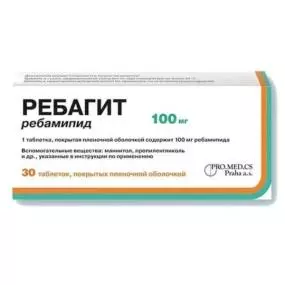 РЕБАГИТ
100 мг
ребамипид
1 таблетка, покрытая пленочной оболочкой содержит 100 мг ребамипида
Вспомогательные вещества: маннитол, пропиленгликоль
и др., указанные в инструкции по применению
30 таблеток, покрытых пленочной оболочкой
PRO.MED.CS
Praha a.s.